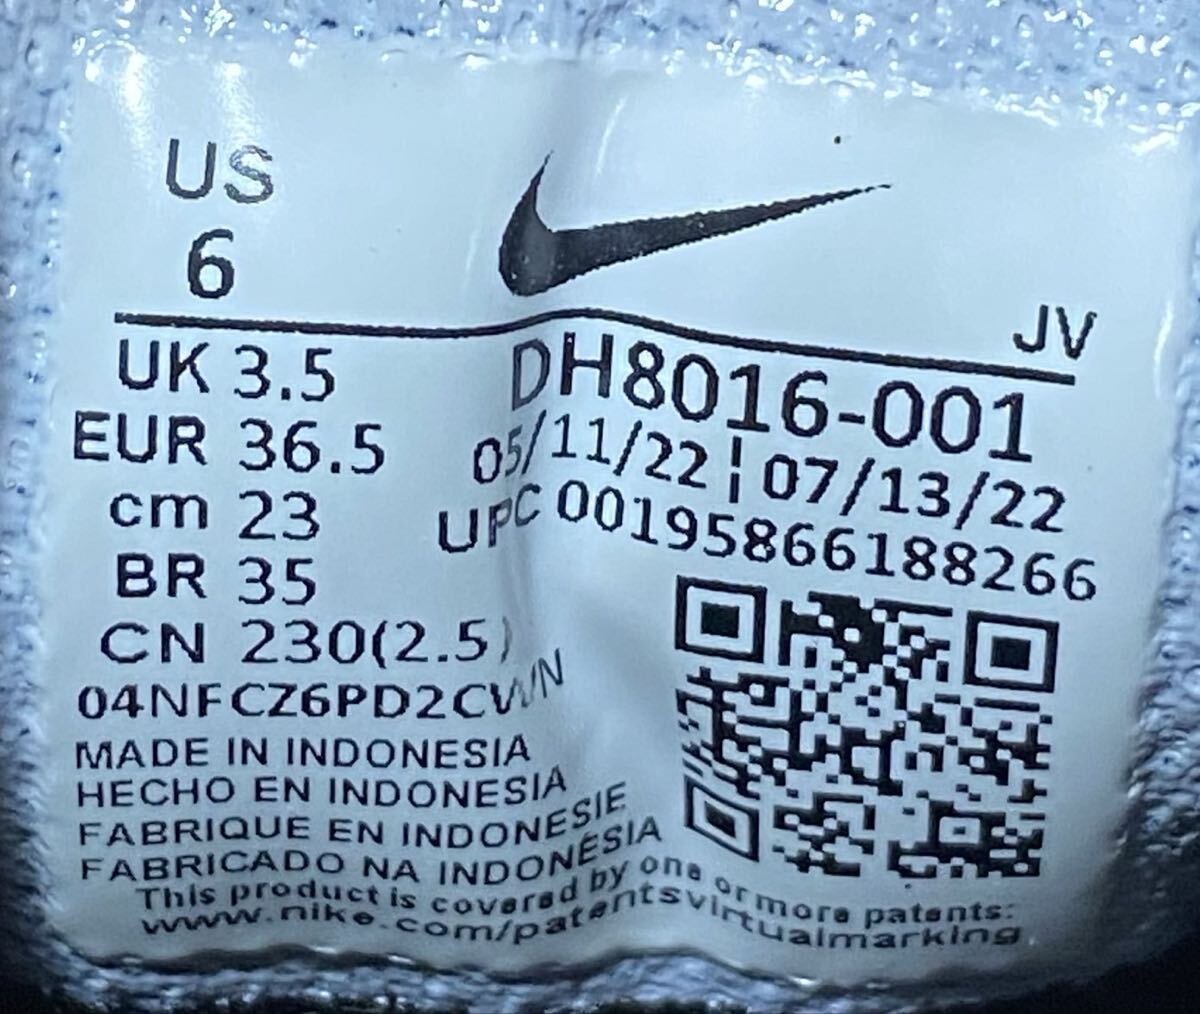 US
6
JV
UK 3.5
EUR 36.5
cm 23
BR 35
CN 230(2.5)
DH8016-001
05/11/22 ¦ 07/13/22
UPC 00195866188266
04NFCZ6PD2CWN
MADE IN INDONESIA
HECHO EN INDONESIA
FABRIQUE EN INDONESIE
FABRICADO NA INDONÉSIA
This product is covered by one or more patents:
www.nike.com/patentsvirtualmarking